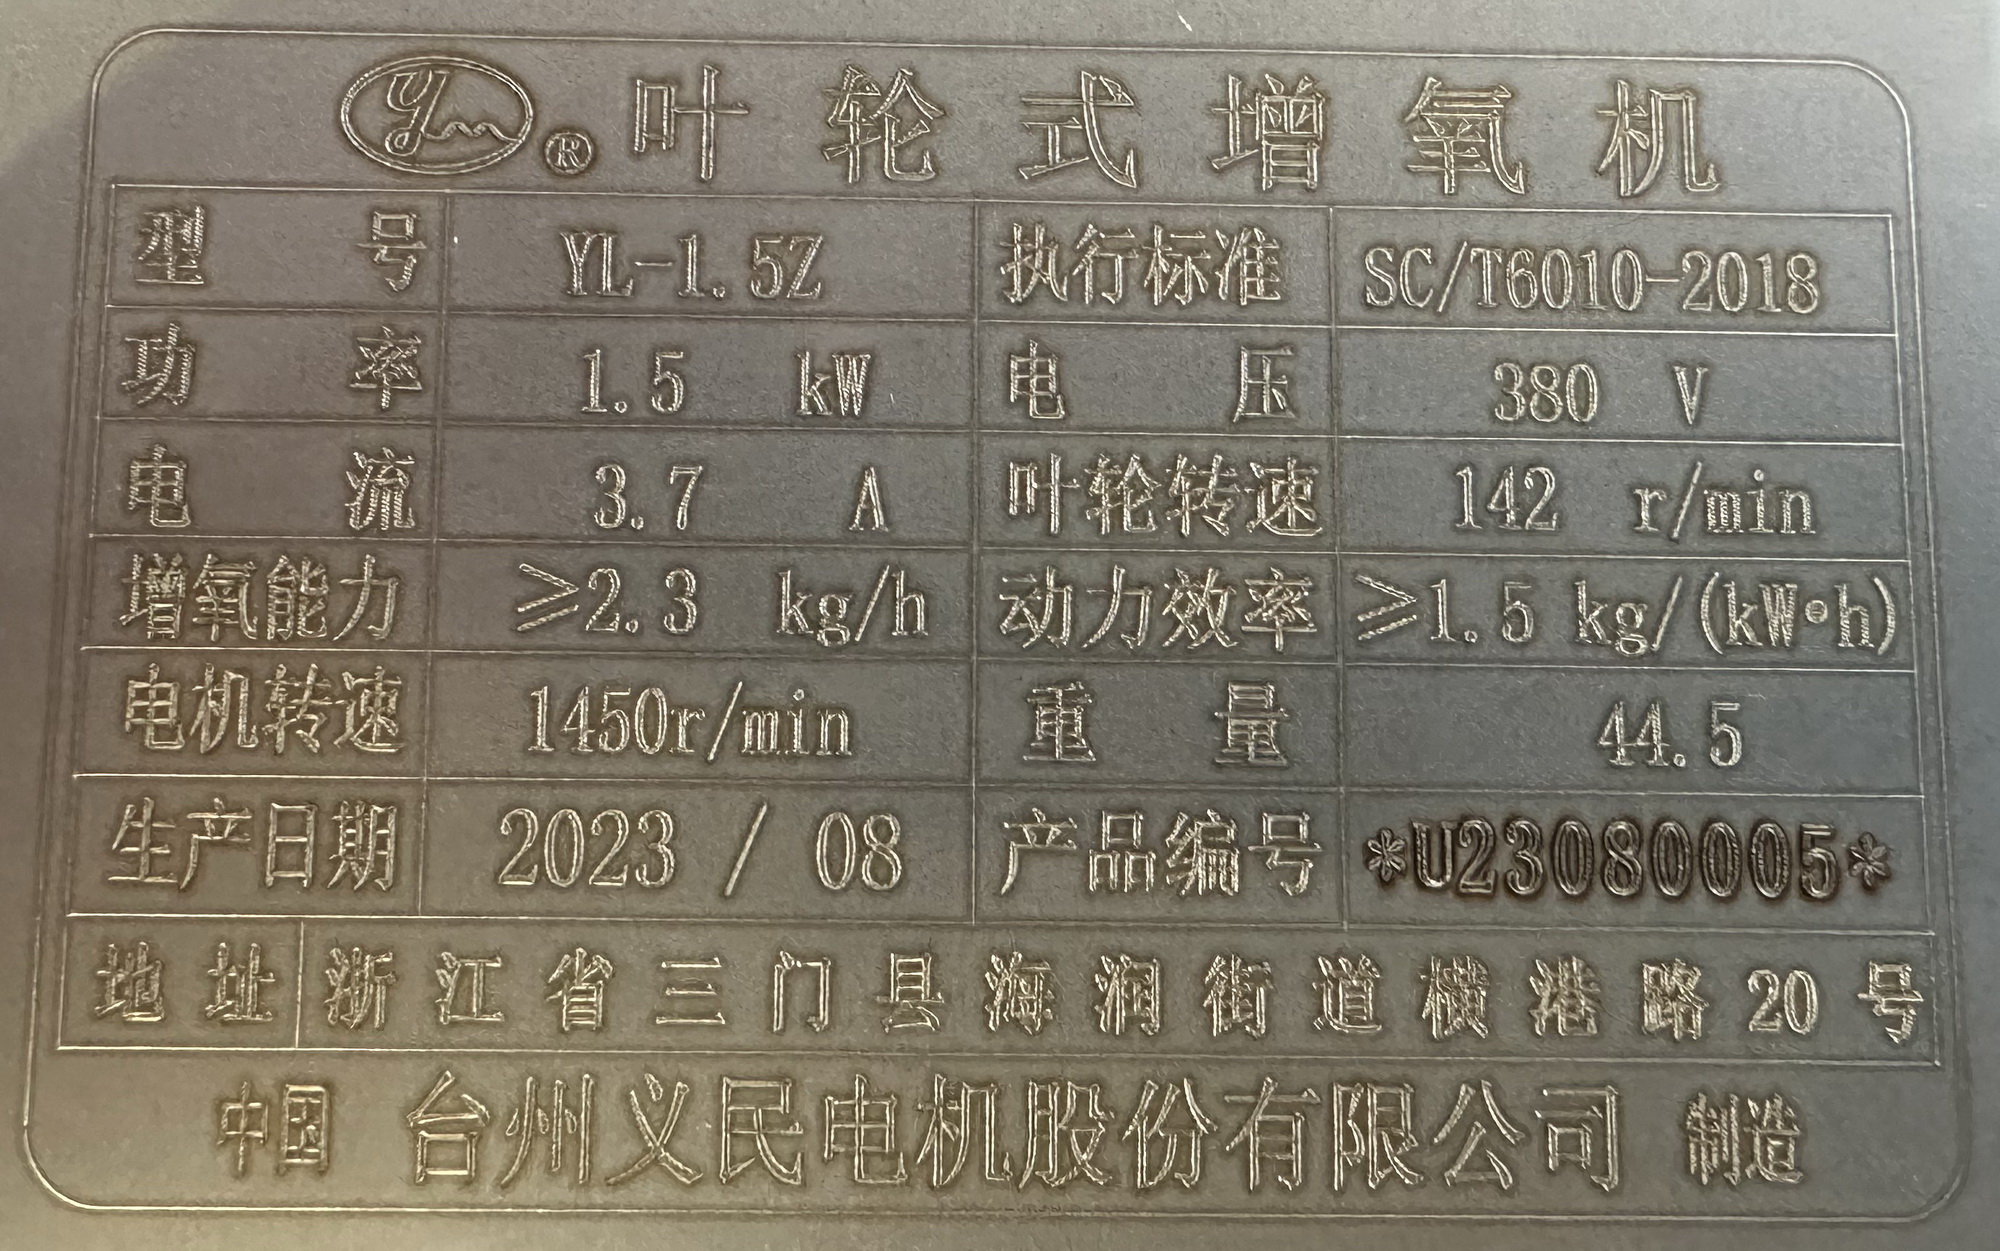 ym ® 叶轮式增氧机
型号 YL-1.5Z 执行标准 SC/T6010-2018
功率 1.5 kW 电压 380 V
电流 3.7 A 叶轮转速 142 r/min
增氧能力 ≥2.3 kg/h 动力效率 ≥1.5 kg/(kW•h)
电机转速 1450r/min 重量 44.5
生产日期 2023 / 08 产品编号 *U23080005*
地址 浙江省三门县海润街道横港路20号
中国 台州义民电机股份有限公司 制造